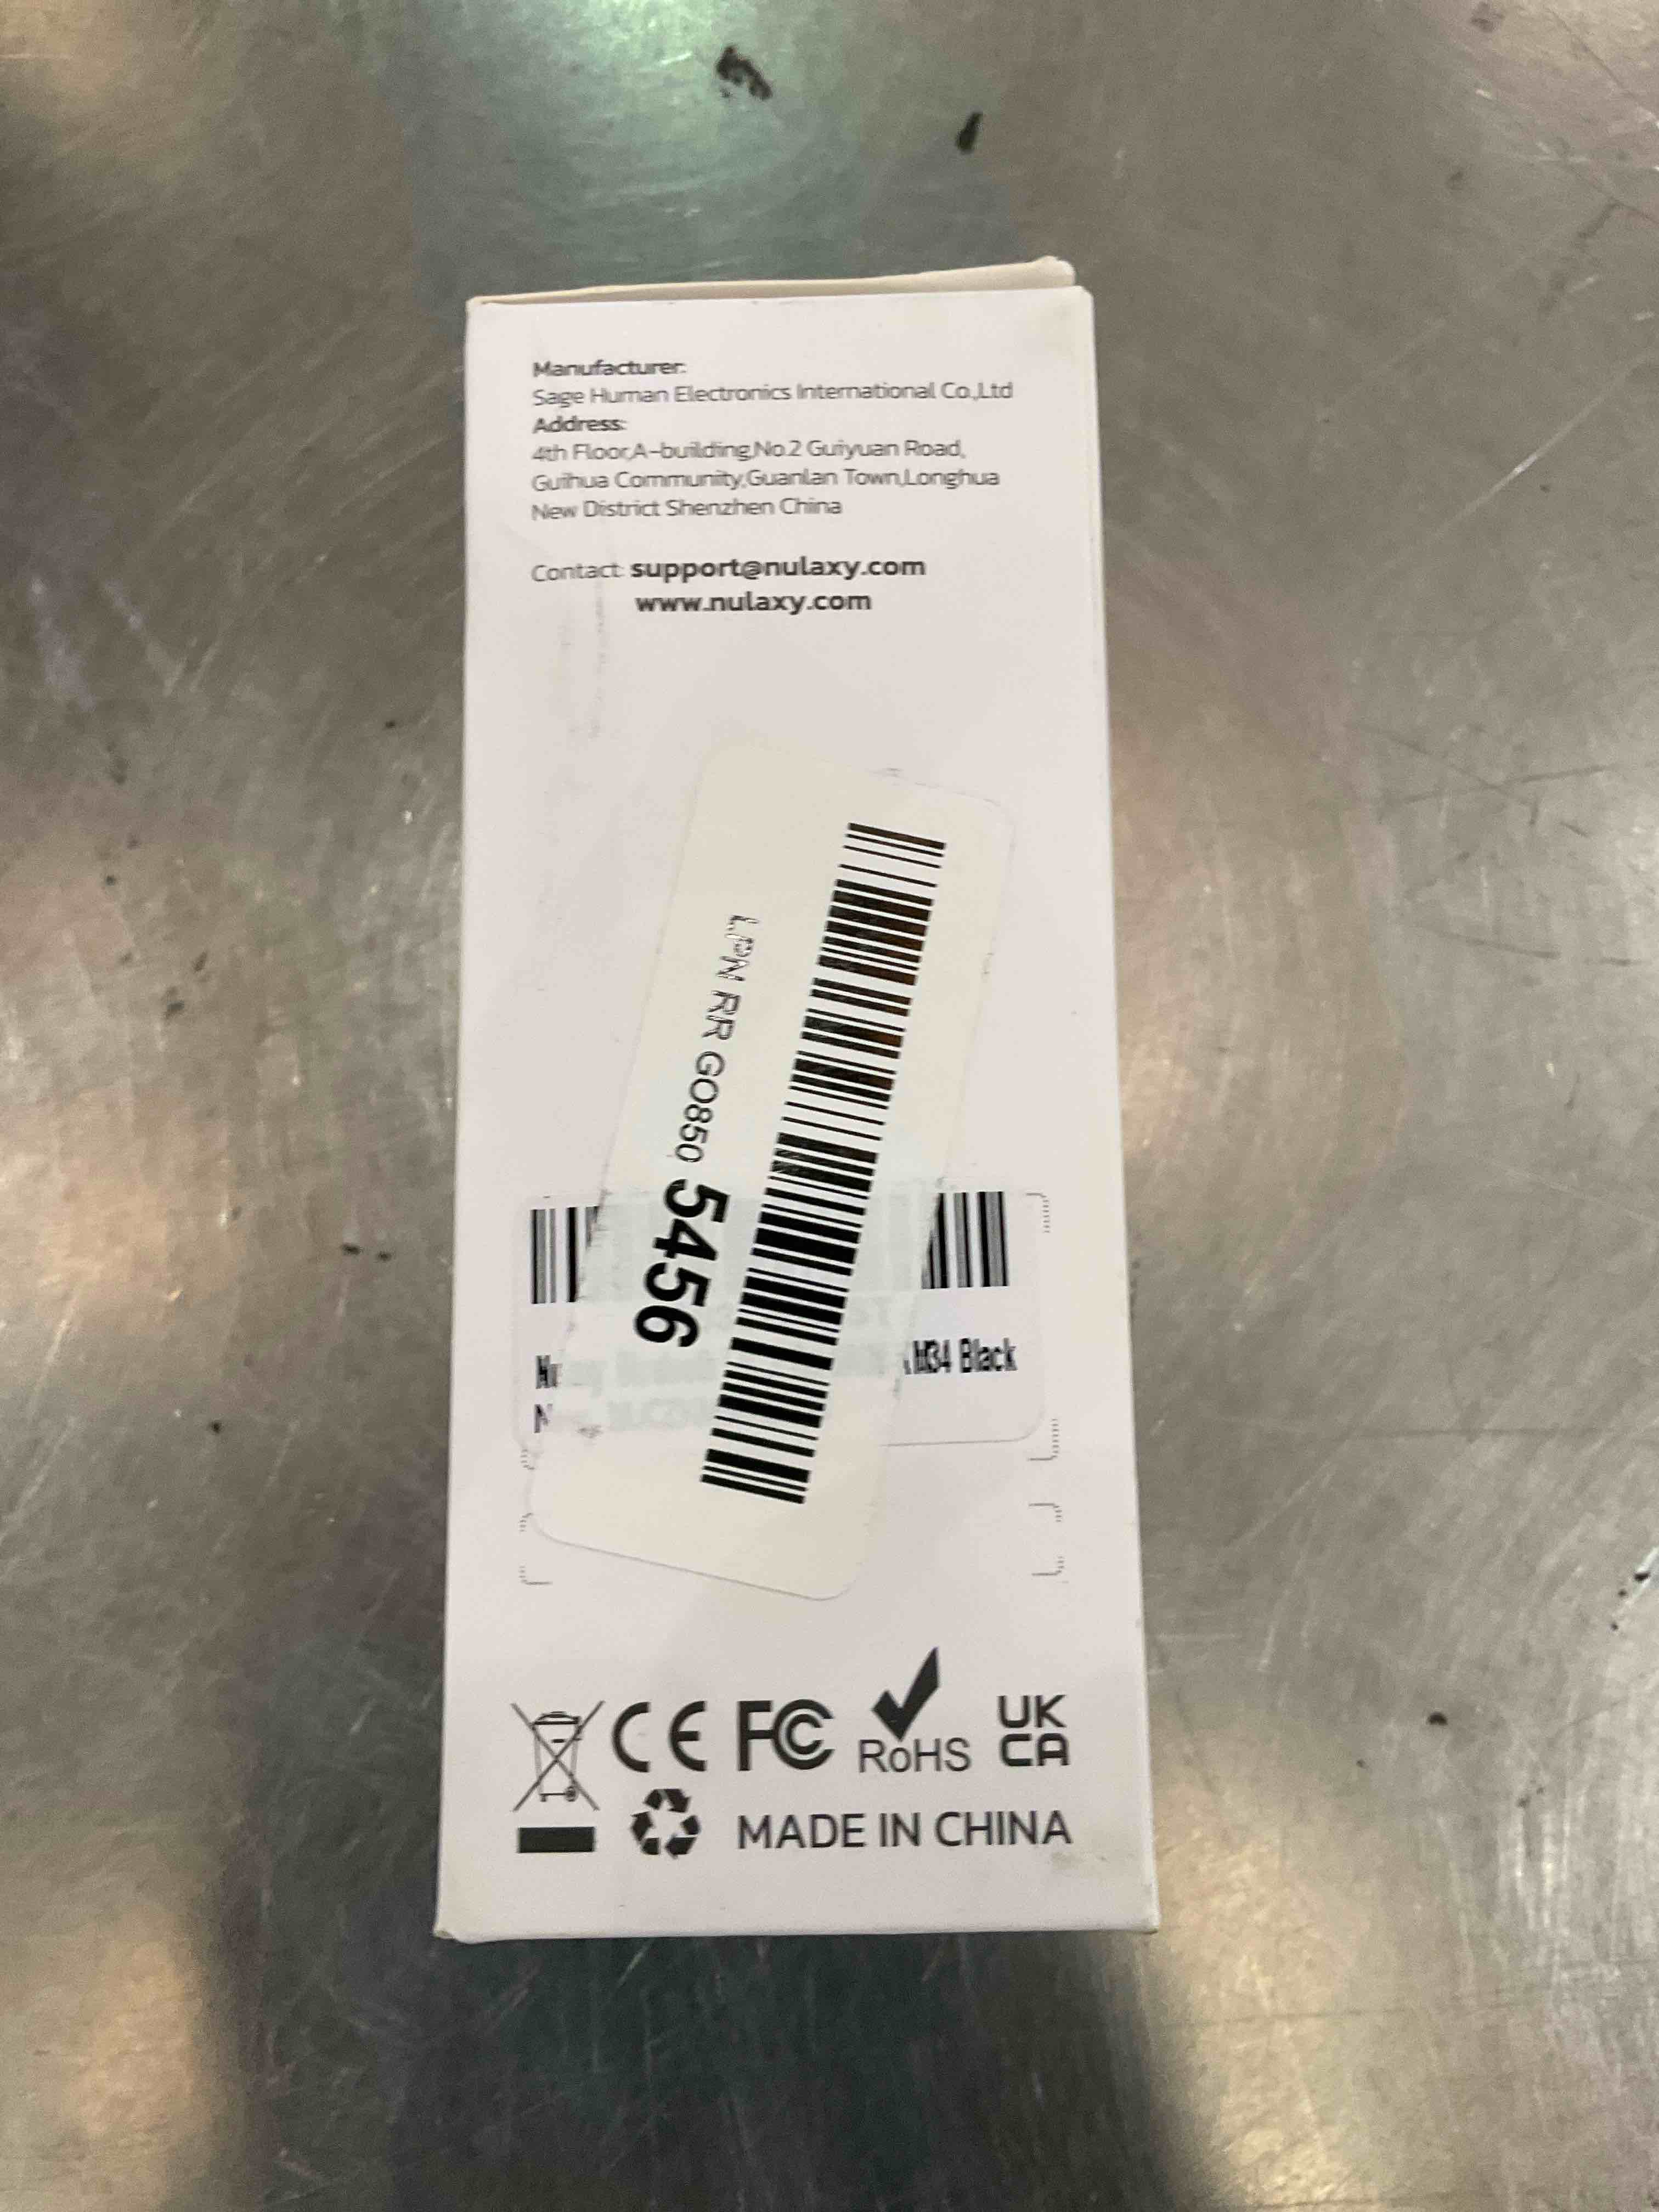 Manufacturer:
Sage Human Electronics International Co.,Ltd
Address:
4th Floor,A-building,No.2 Guiyuan Road,
Guihua Community,Guanlan Town,Longhua
New District Shenzhen China
Contact: support@nulaxy.com
www.nulaxy.com
LPN RR GO850 5456
M34 Black
CE FC RoHS UK
CA
MADE IN CHINA